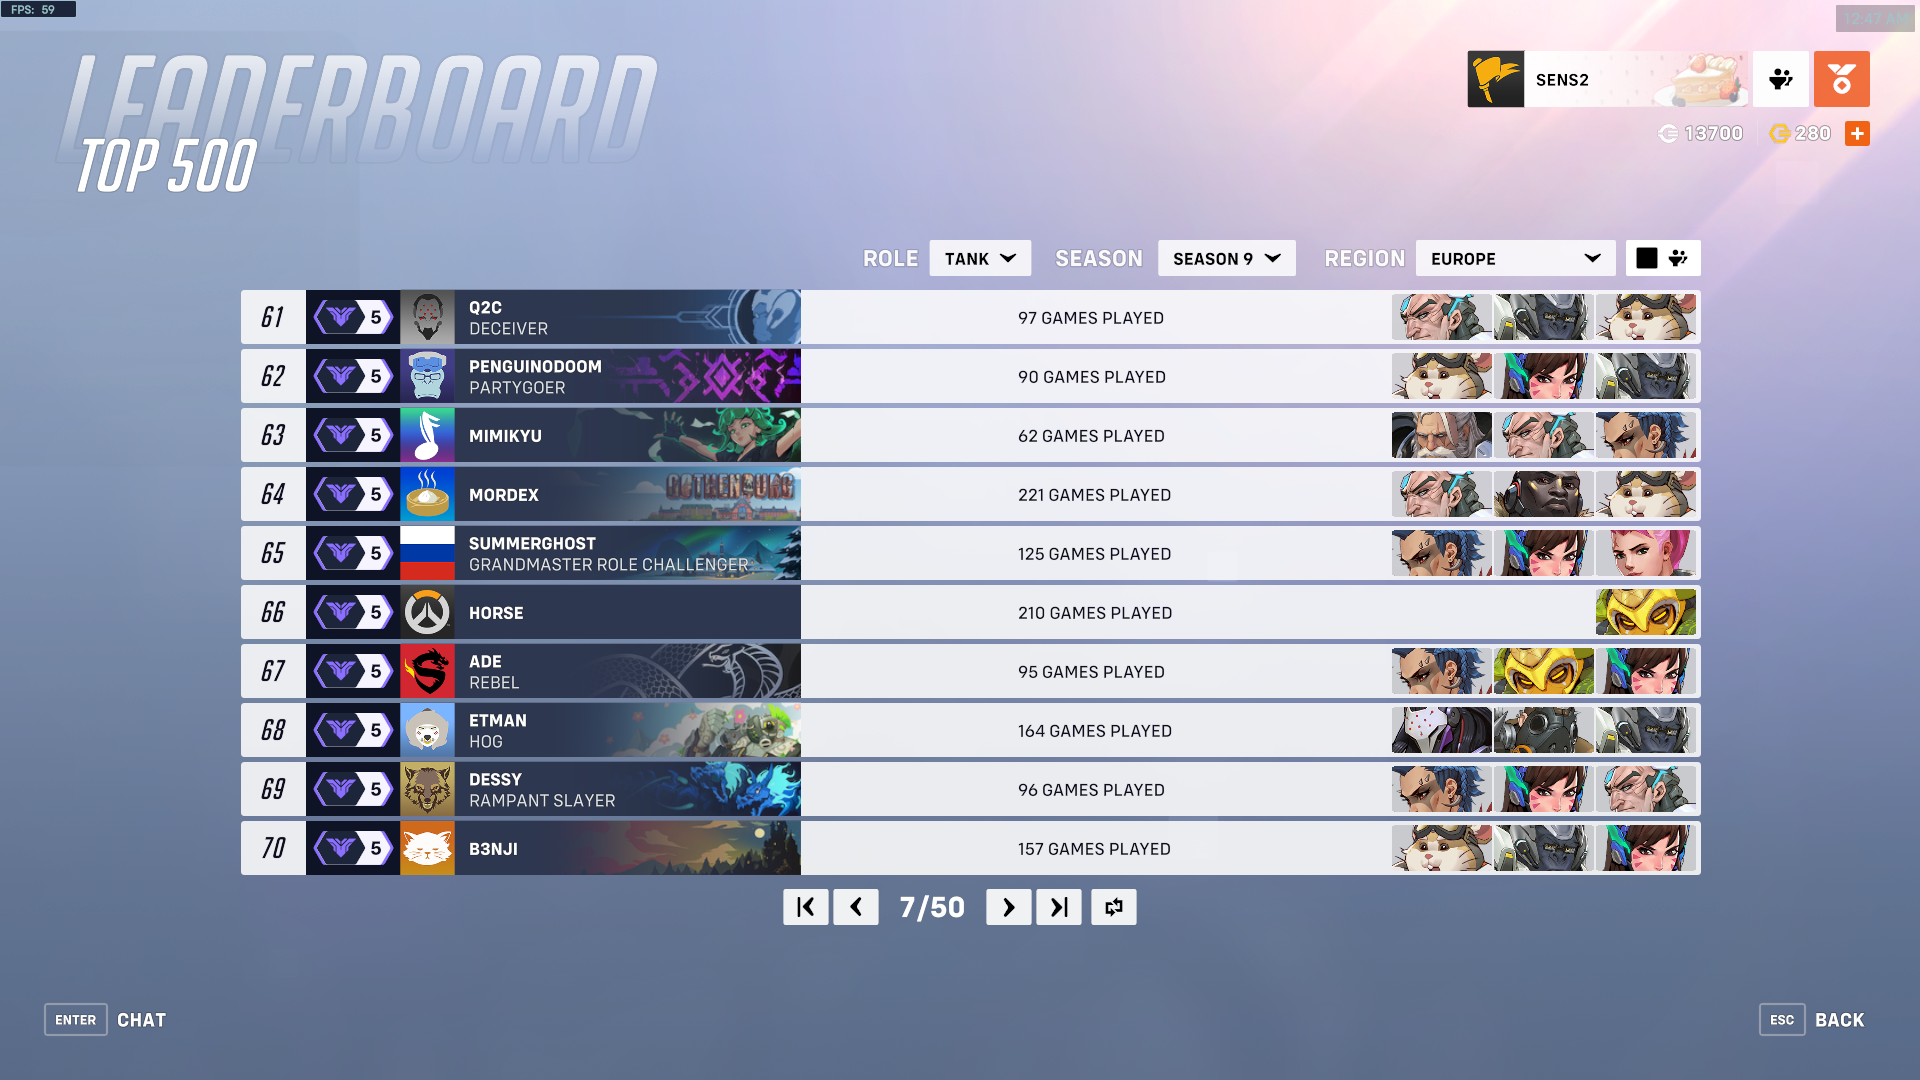 FPS: 59
12:47 AM
LEADERBOARD
TOP 500
SENS2
13700
280
ROLE
TANK
SEASON
SEASON 9
REGION
EUROPE
61
5
Q2C
DECEIVER
97 GAMES PLAYED
62
5
PENGUINODOOM
PARTYGOER
90 GAMES PLAYED
63
5
MIMIKYU
62 GAMES PLAYED
64
5
MORDEX
GOTHENBURG
221 GAMES PLAYED
65
5
SUMMERGHOST
GRANDMASTER ROLE CHALLENGER
125 GAMES PLAYED
66
5
HORSE
210 GAMES PLAYED
67
5
ADE
REBEL
95 GAMES PLAYED
68
5
ETMAN
HOG
164 GAMES PLAYED
69
5
DESSY
RAMPANT SLAYER
96 GAMES PLAYED
70
5
B3NJI
157 GAMES PLAYED
7/50
ENTER
CHAT
ESC
BACK